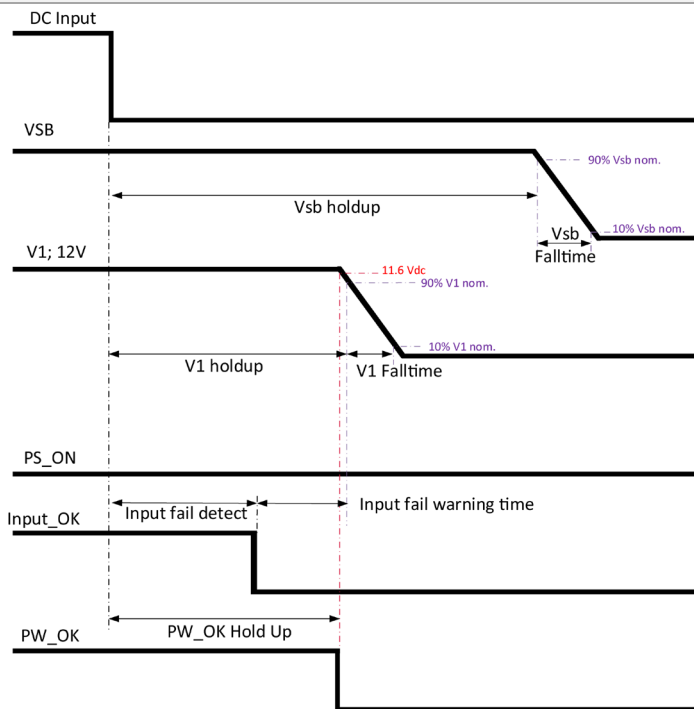 DC Input
VSB
90% Vsb nom.
Vsb holdup
10% Vsb nom.
Vsb
Falltime
V1; 12V
11.6 Vdc
90% V1 nom.
10% V1 nom.
V1 holdup
V1 Falltime
PS_ON
Input fail detect
Input fail warning time
Input_OK
PW_OK Hold Up
PW_OK